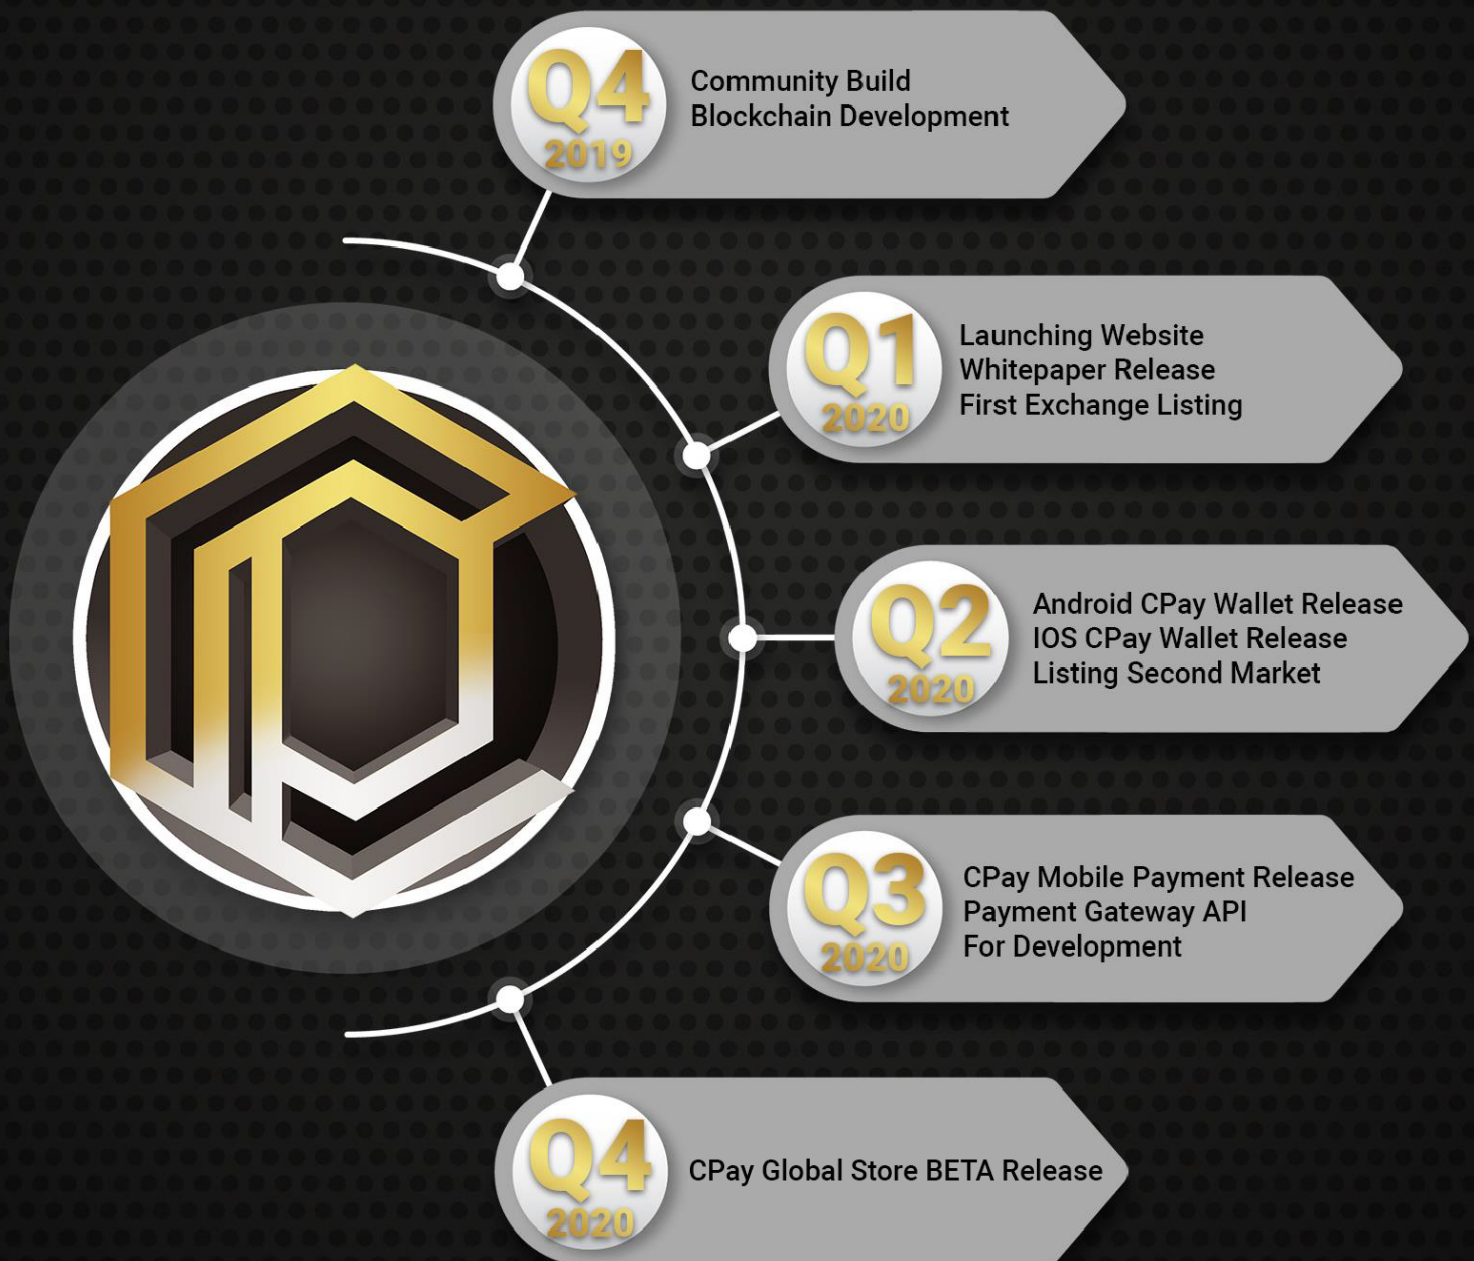 Q4
2019
Community Build
Blockchain Development
Q1
2020
Launching Website
Whitepaper Release
First Exchange Listing
Q2
2020
Android CPay Wallet Release
IOS CPay Wallet Release
Listing Second Market
Q3
2020
CPay Mobile Payment Release
Payment Gateway API
For Development
Q4
2020
CPay Global Store BETA Release